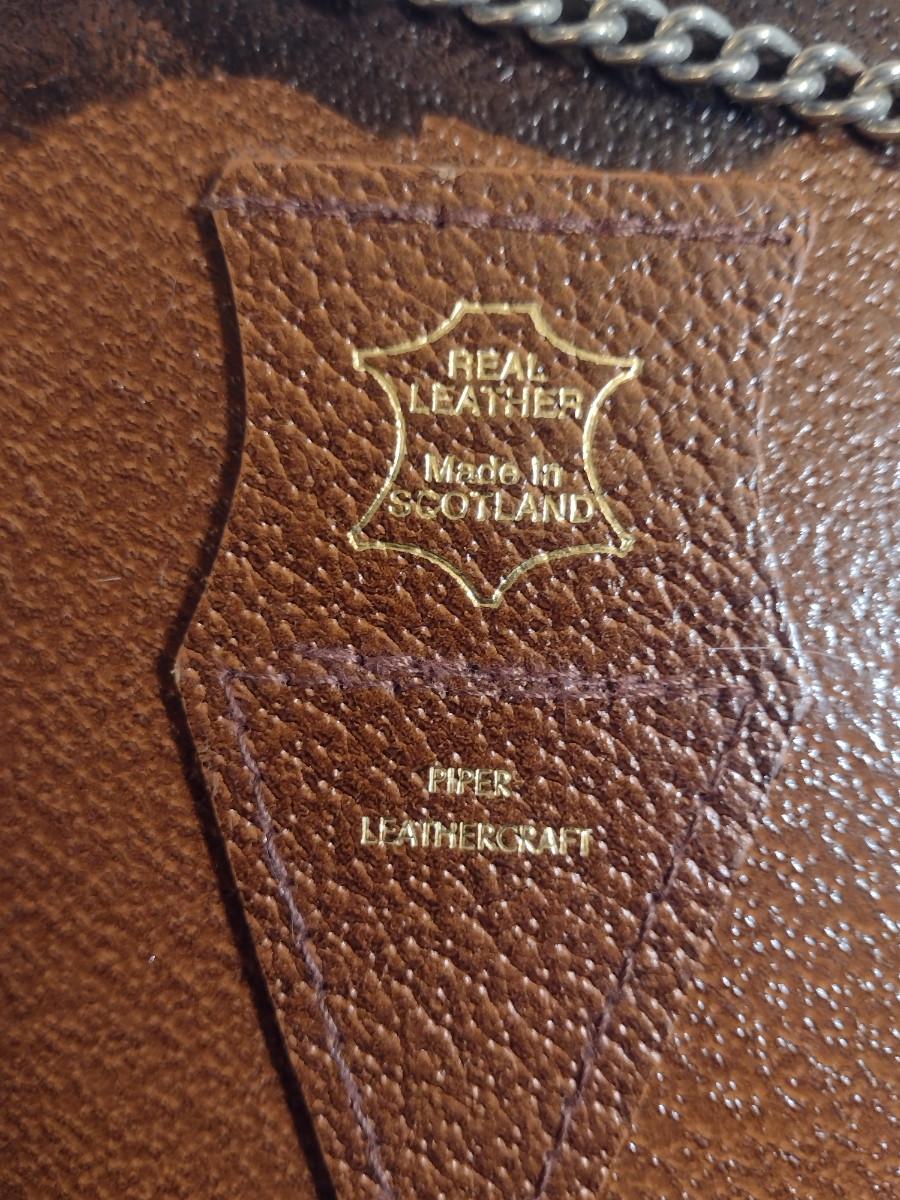 REAL
LEATHER
Made in
SCOTLAND
PIPER
LEATHERCRAFT